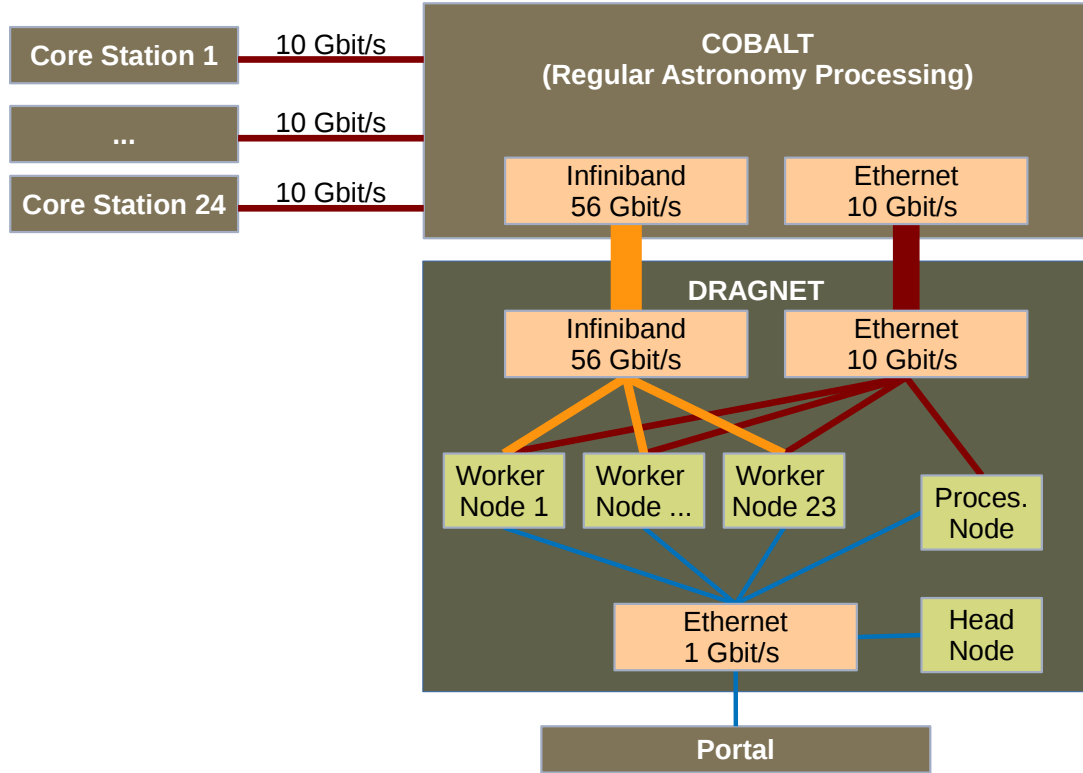 Core Station 1
10 Gbit/s
...
10 Gbit/s
Core Station 24
10 Gbit/s
COBALT
(Regular Astronomy Processing)
Infiniband
56 Gbit/s
Ethernet
10 Gbit/s
DRAGNET
Infiniband
56 Gbit/s
Ethernet
10 Gbit/s
Worker
Node 1
Worker
Node ...
Worker
Node 23
Proces.
Node
Ethernet
1 Gbit/s
Head
Node
Portal